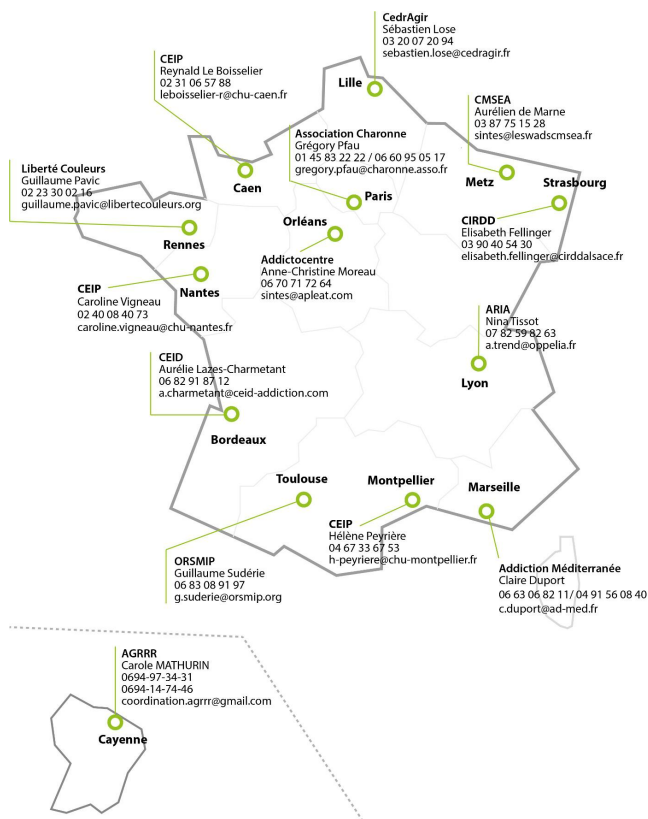 CedrAgir
Sébastien Lose
03 20 07 20 94
sebastien.lose@cedragir.fr
Lille
CEIP
Reynald Le Boisselier
02 31 06 57 88
leboisselier-r@chu-caen.fr
Caen
CMSEA
Aurélien de Marne
03 87 75 15 28
sintes@leswadscmsea.fr
Metz
Association Charonne
Grégory Pfau
01 45 83 22 22 / 06 60 95 05 17
gregory.pfau@charonne.asso.fr
Paris
Strasbourg
CIRDD
Elisabeth Fellinger
03 90 40 54 30
elisabeth.fellinger@cirddalsace.fr
Liberté Couleurs
Guillaume Pavic
02 23 30 02 16
guillaume.pavic@libertecouleurs.org
Rennes
Orléans
Addictocentre
Anne-Christine Moreau
06 70 71 72 64
sintes@apleat.com
Nantes
CEIP
Caroline Vigneau
02 40 08 40 73
caroline.vigneau@chu-nantes.fr
ARIA
Nina Tissot
07 82 59 82 63
a.trend@oppelia.fr
Lyon
CEID
Aurélie Lazes-Charmetant
06 82 91 87 12
a.charmetant@ceid-addiction.com
Bordeaux
Toulouse
ORSMIP
Guillaume Sudérie
06 83 08 91 97
g.suderie@orsmip.org
Montpellier
CEIP
Hélène Peyrière
04 67 33 67 53
h-peyriere@chu-montpellier.fr
Marseille
Addiction Méditerranée
Claire Duport
06 63 06 82 11/ 04 91 56 08 40
c.duport@ad-med.fr
AGRRR
Carole MATHURIN
0694-97-34-31
0694-14-74-46
coordination.agrrr@gmail.com
Cayenne